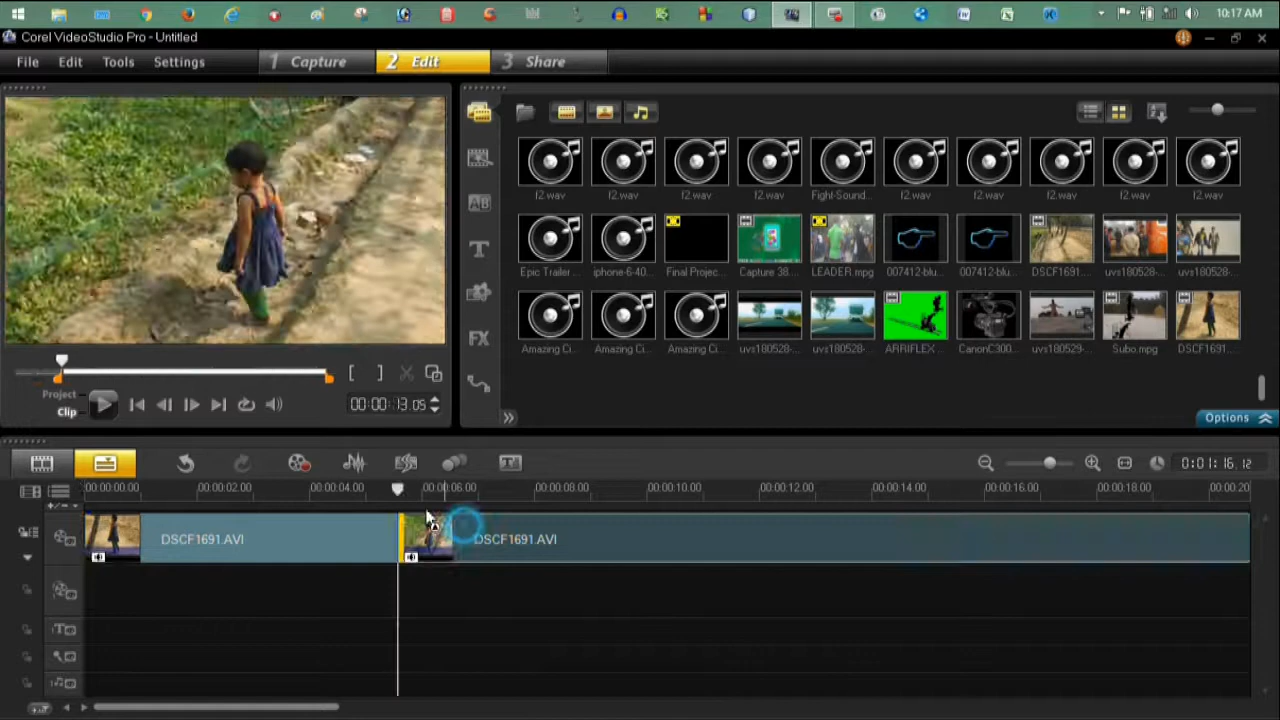 10:17 AM
Corel VideoStudio Pro - Untitled
File Edit Tools Settings 1 Capture 2 Edit 3 Share
f2.wav f2.wav f2.wav f2.wav Fight-Sound... f2.wav f2.wav f2.wav f2.wav f2.wav
AB
T
Epic Trailer ... iphone-6-40... Final Projec... Capture 38... LEADER.mpg 007412-blu... 007412-blu... DSCF1691... uvs180528-... uvs180528-...
FX
Amazing Ci... Amazing Ci... Amazing Ci... uvs180528-... uvs180528-... ARRIFLEX... CanonC300... uvs180529-... Subo.mpg DSCF1691...
Project
Clip
[ ]
00:00:13.05
Options
0:01:16.12
00:00:00.00 00:00:02.00 00:00:04.00 00:00:06.00 00:00:08.00 00:00:10.00 00:00:12.00 00:00:14.00 00:00:16.00 00:00:18.00 00:00:20
DSCF1691.AVI DSCF1691.AVI